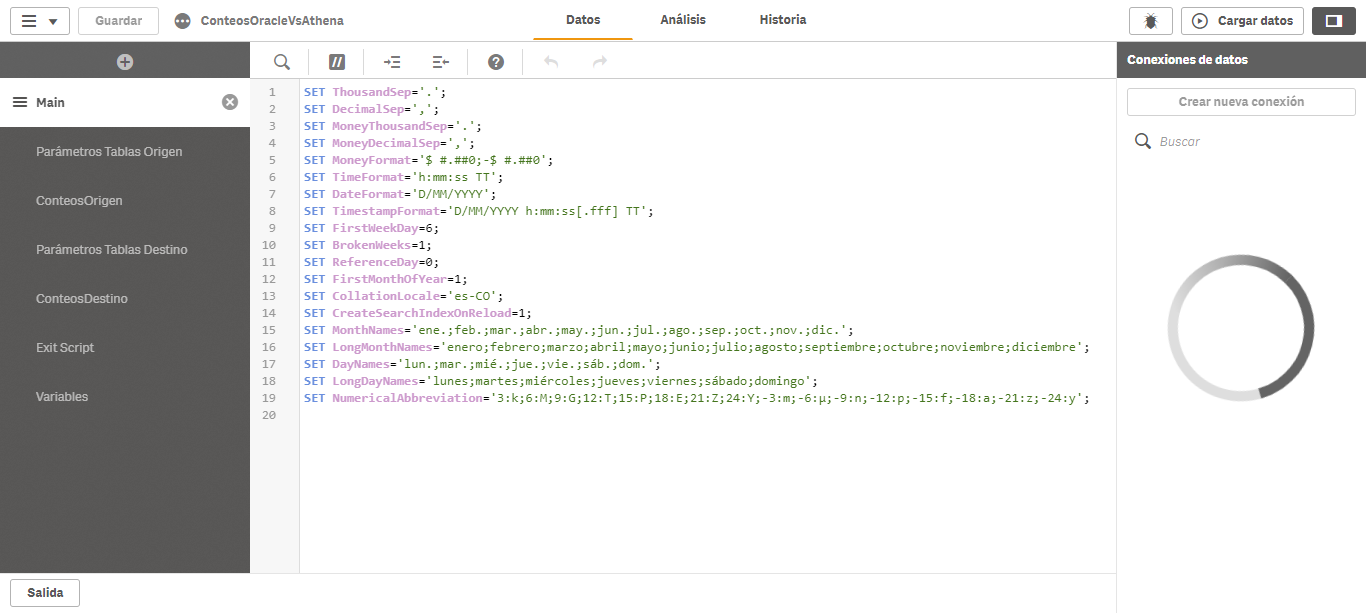 Guardar
ConteosOracleVsAthena
Datos
Análisis
Historia
Cargar datos
Main
Parámetros Tablas Origen
ConteosOrigen
Parámetros Tablas Destino
ConteosDestino
Exit Script
Variables
//
?
1 SET ThousandSep='.';
2 SET DecimalSep=',';
3 SET MoneyThousandSep='.';
4 SET MoneyDecimalSep=',';
5 SET MoneyFormat='$ #.##0;-$ #.##0';
6 SET TimeFormat='h:mm:ss TT';
7 SET DateFormat='D/MM/YYYY';
8 SET TimestampFormat='D/MM/YYYY h:mm:ss[.fff] TT';
9 SET FirstWeekDay=6;
10 SET BrokenWeeks=1;
11 SET ReferenceDay=0;
12 SET FirstMonthOfYear=1;
13 SET CollationLocale='es-CO';
14 SET CreateSearchIndexOnReload=1;
15 SET MonthNames='ene.;feb.;mar.;abr.;may.;jun.;jul.;ago.;sep.;oct.;nov.;dic.';
16 SET LongMonthNames='enero;febrero;marzo;abril;mayo;junio;julio;agosto;septiembre;octubre;noviembre;diciembre';
17 SET DayNames='lun.;mar.;mié.;jue.;vie.;sáb.;dom.';
18 SET LongDayNames='lunes;martes;miércoles;jueves;viernes;sábado;domingo';
19 SET NumericalAbbreviation='3:k;6:M;9:G;12:T;15:P;18:E;21:Z;24:Y;-3:m;-6:μ;-9:n;-12:p;-15:f;-18:a;-21:z;-24:y';
20
Conexiones de datos
Crear nueva conexión
Buscar
Salida